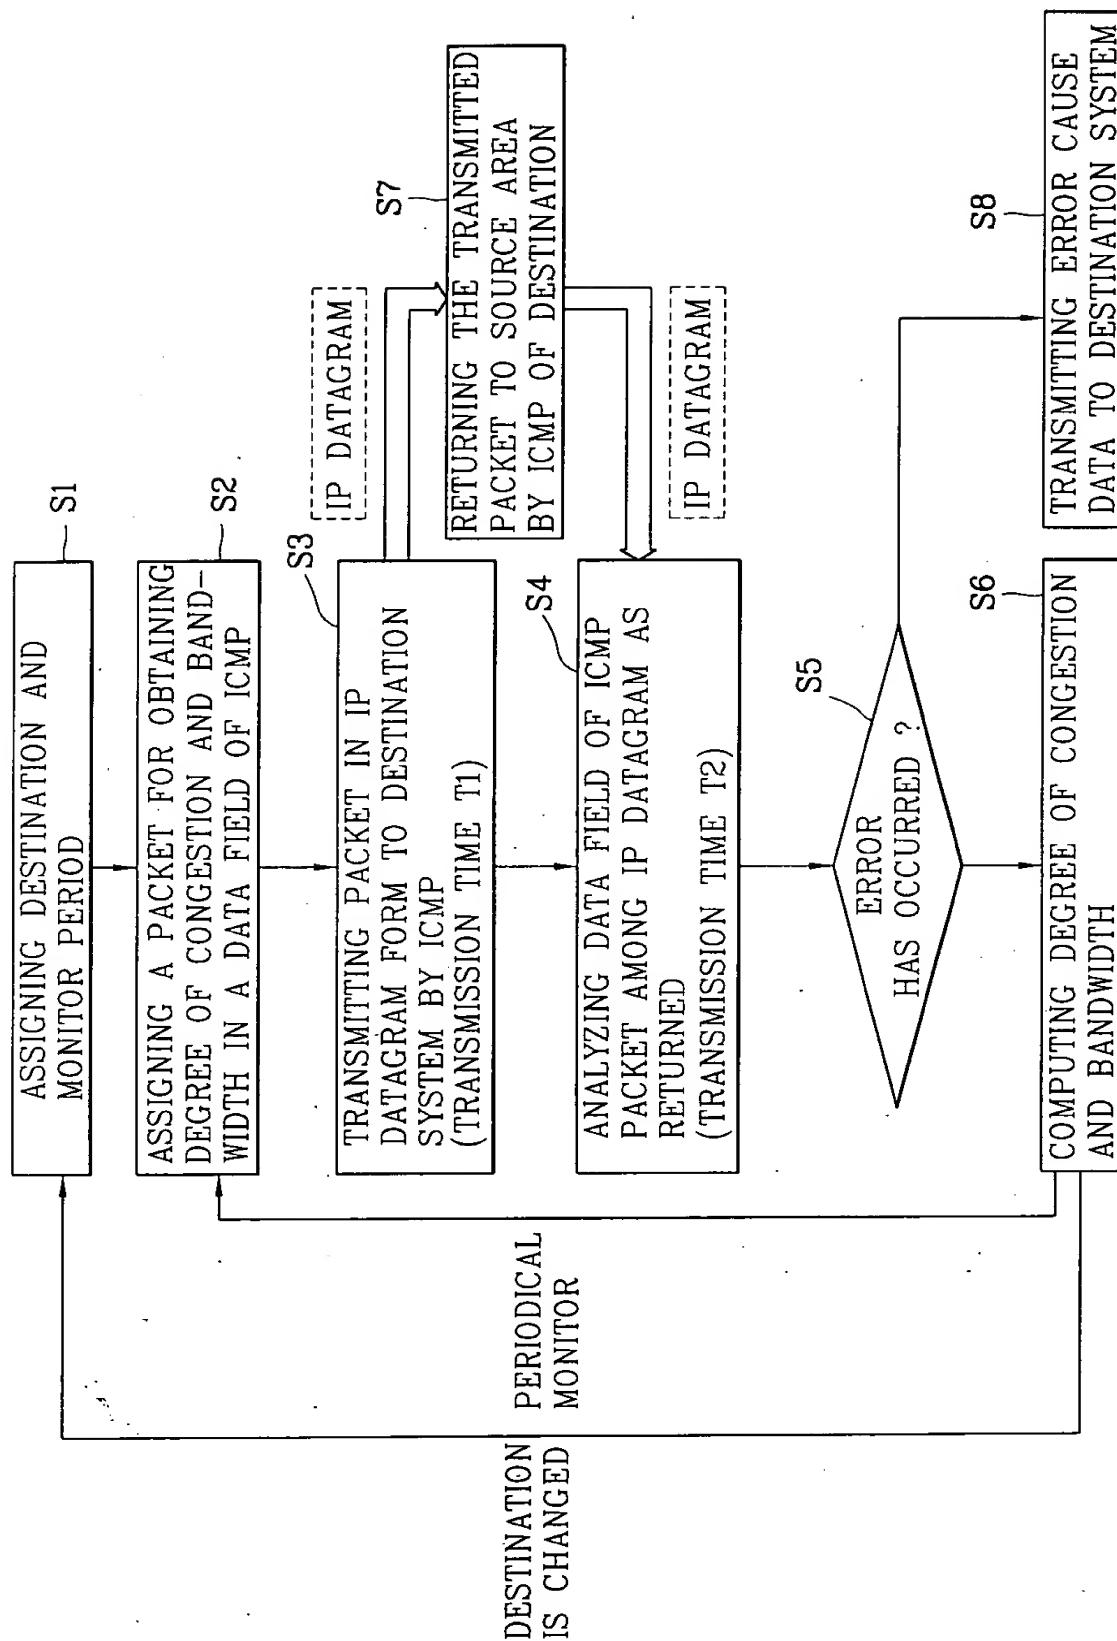 ASSIGNING DESTINATION AND
MONITOR PERIOD
S1
ASSIGNING A PACKET FOR OBTAINING
DEGREE OF CONGESTION AND BAND-
WIDTH IN A DATA FIELD OF ICMP
S2
TRANSMITTING PACKET IN IP
DATAGRAM FORM TO DESTINATION
SYSTEM BY ICMP
(TRANSMISSION TIME T1)
S3
IP DATAGRAM
RETURNING THE TRANSMITTED
PACKET TO SOURCE AREA
BY ICMP OF DESTINATION
S7
IP DATAGRAM
ANALYZING DATA FIELD OF ICMP
PACKET AMONG IP DATAGRAM AS
RETURNED
(TRANSMISSION TIME T2)
S4
ERROR
HAS OCCURRED ?
S5
COMPUTING DEGREE OF CONGESTION
AND BANDWIDTH
S6
TRANSMITTING ERROR CAUSE
DATA TO DESTINATION SYSTEM
S8
PERIODICAL
MONITOR
DESTINATION
IS CHANGED